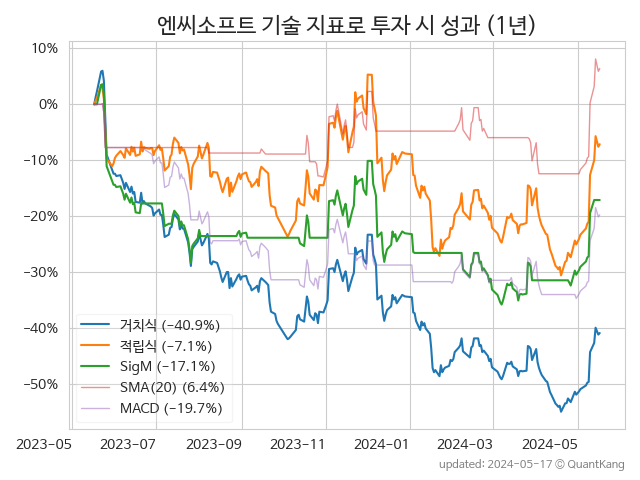 엔씨소프트 기술 지표로 투자 시 성과 (1년)
10%
0%
−10%
−20%
−30%
−40%
−50%
거치식 (−40.9%)
적립식 (−7.1%)
SigM (−17.1%)
SMA(20) (6.4%)
MACD (−19.7%)
2023−05 2023−07 2023−09 2023−11 2024−01 2024−03 2024−05
updated: 2024−05−17 © QuantKang